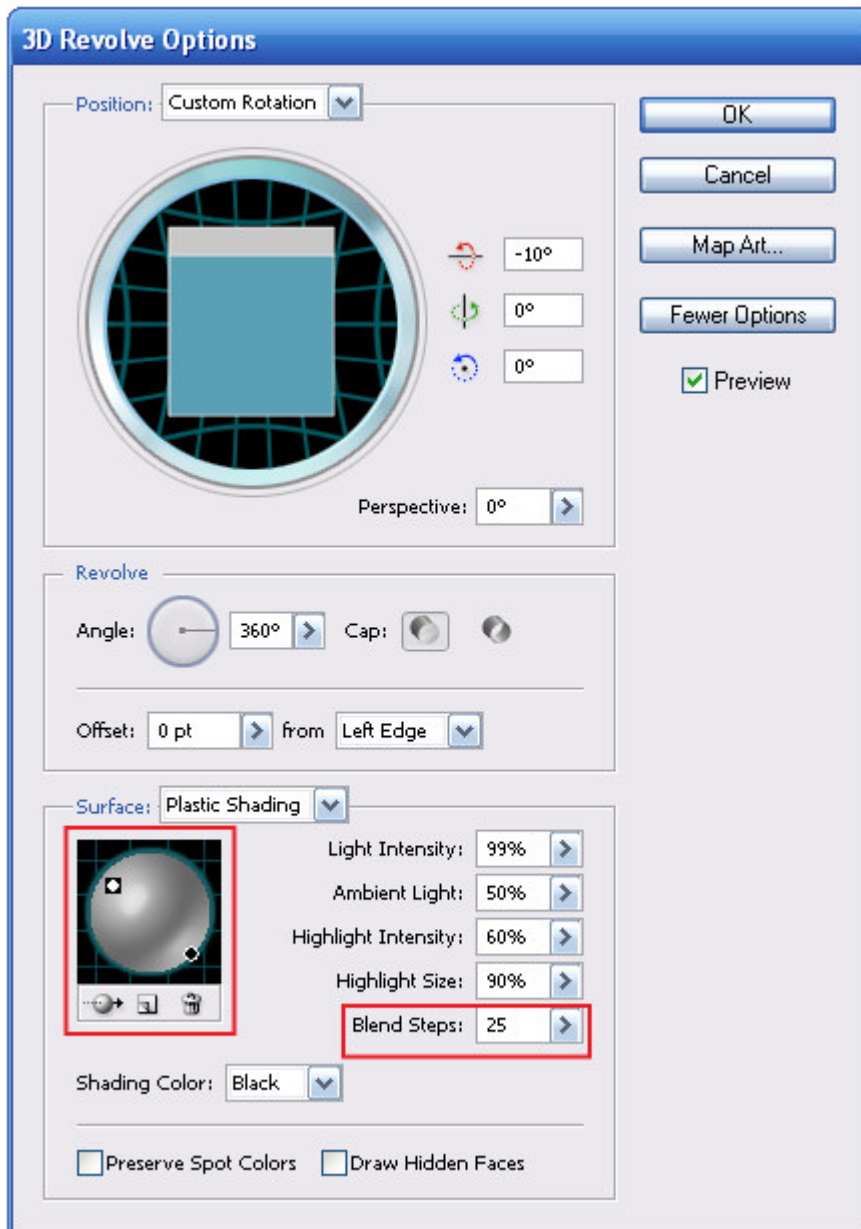 3D Revolve Options
Position: Custom Rotation
OK
Cancel
Map Art...
Fewer Options
Preview
-10°
0°
0°
Perspective: 0°
Revolve
Angle: 360° Cap:
Offset: 0 pt from Left Edge
Surface: Plastic Shading
Light Intensity: 99%
Ambient Light: 50%
Highlight Intensity: 60%
Highlight Size: 90%
Blend Steps: 25
Shading Color: Black
Preserve Spot Colors Draw Hidden Faces